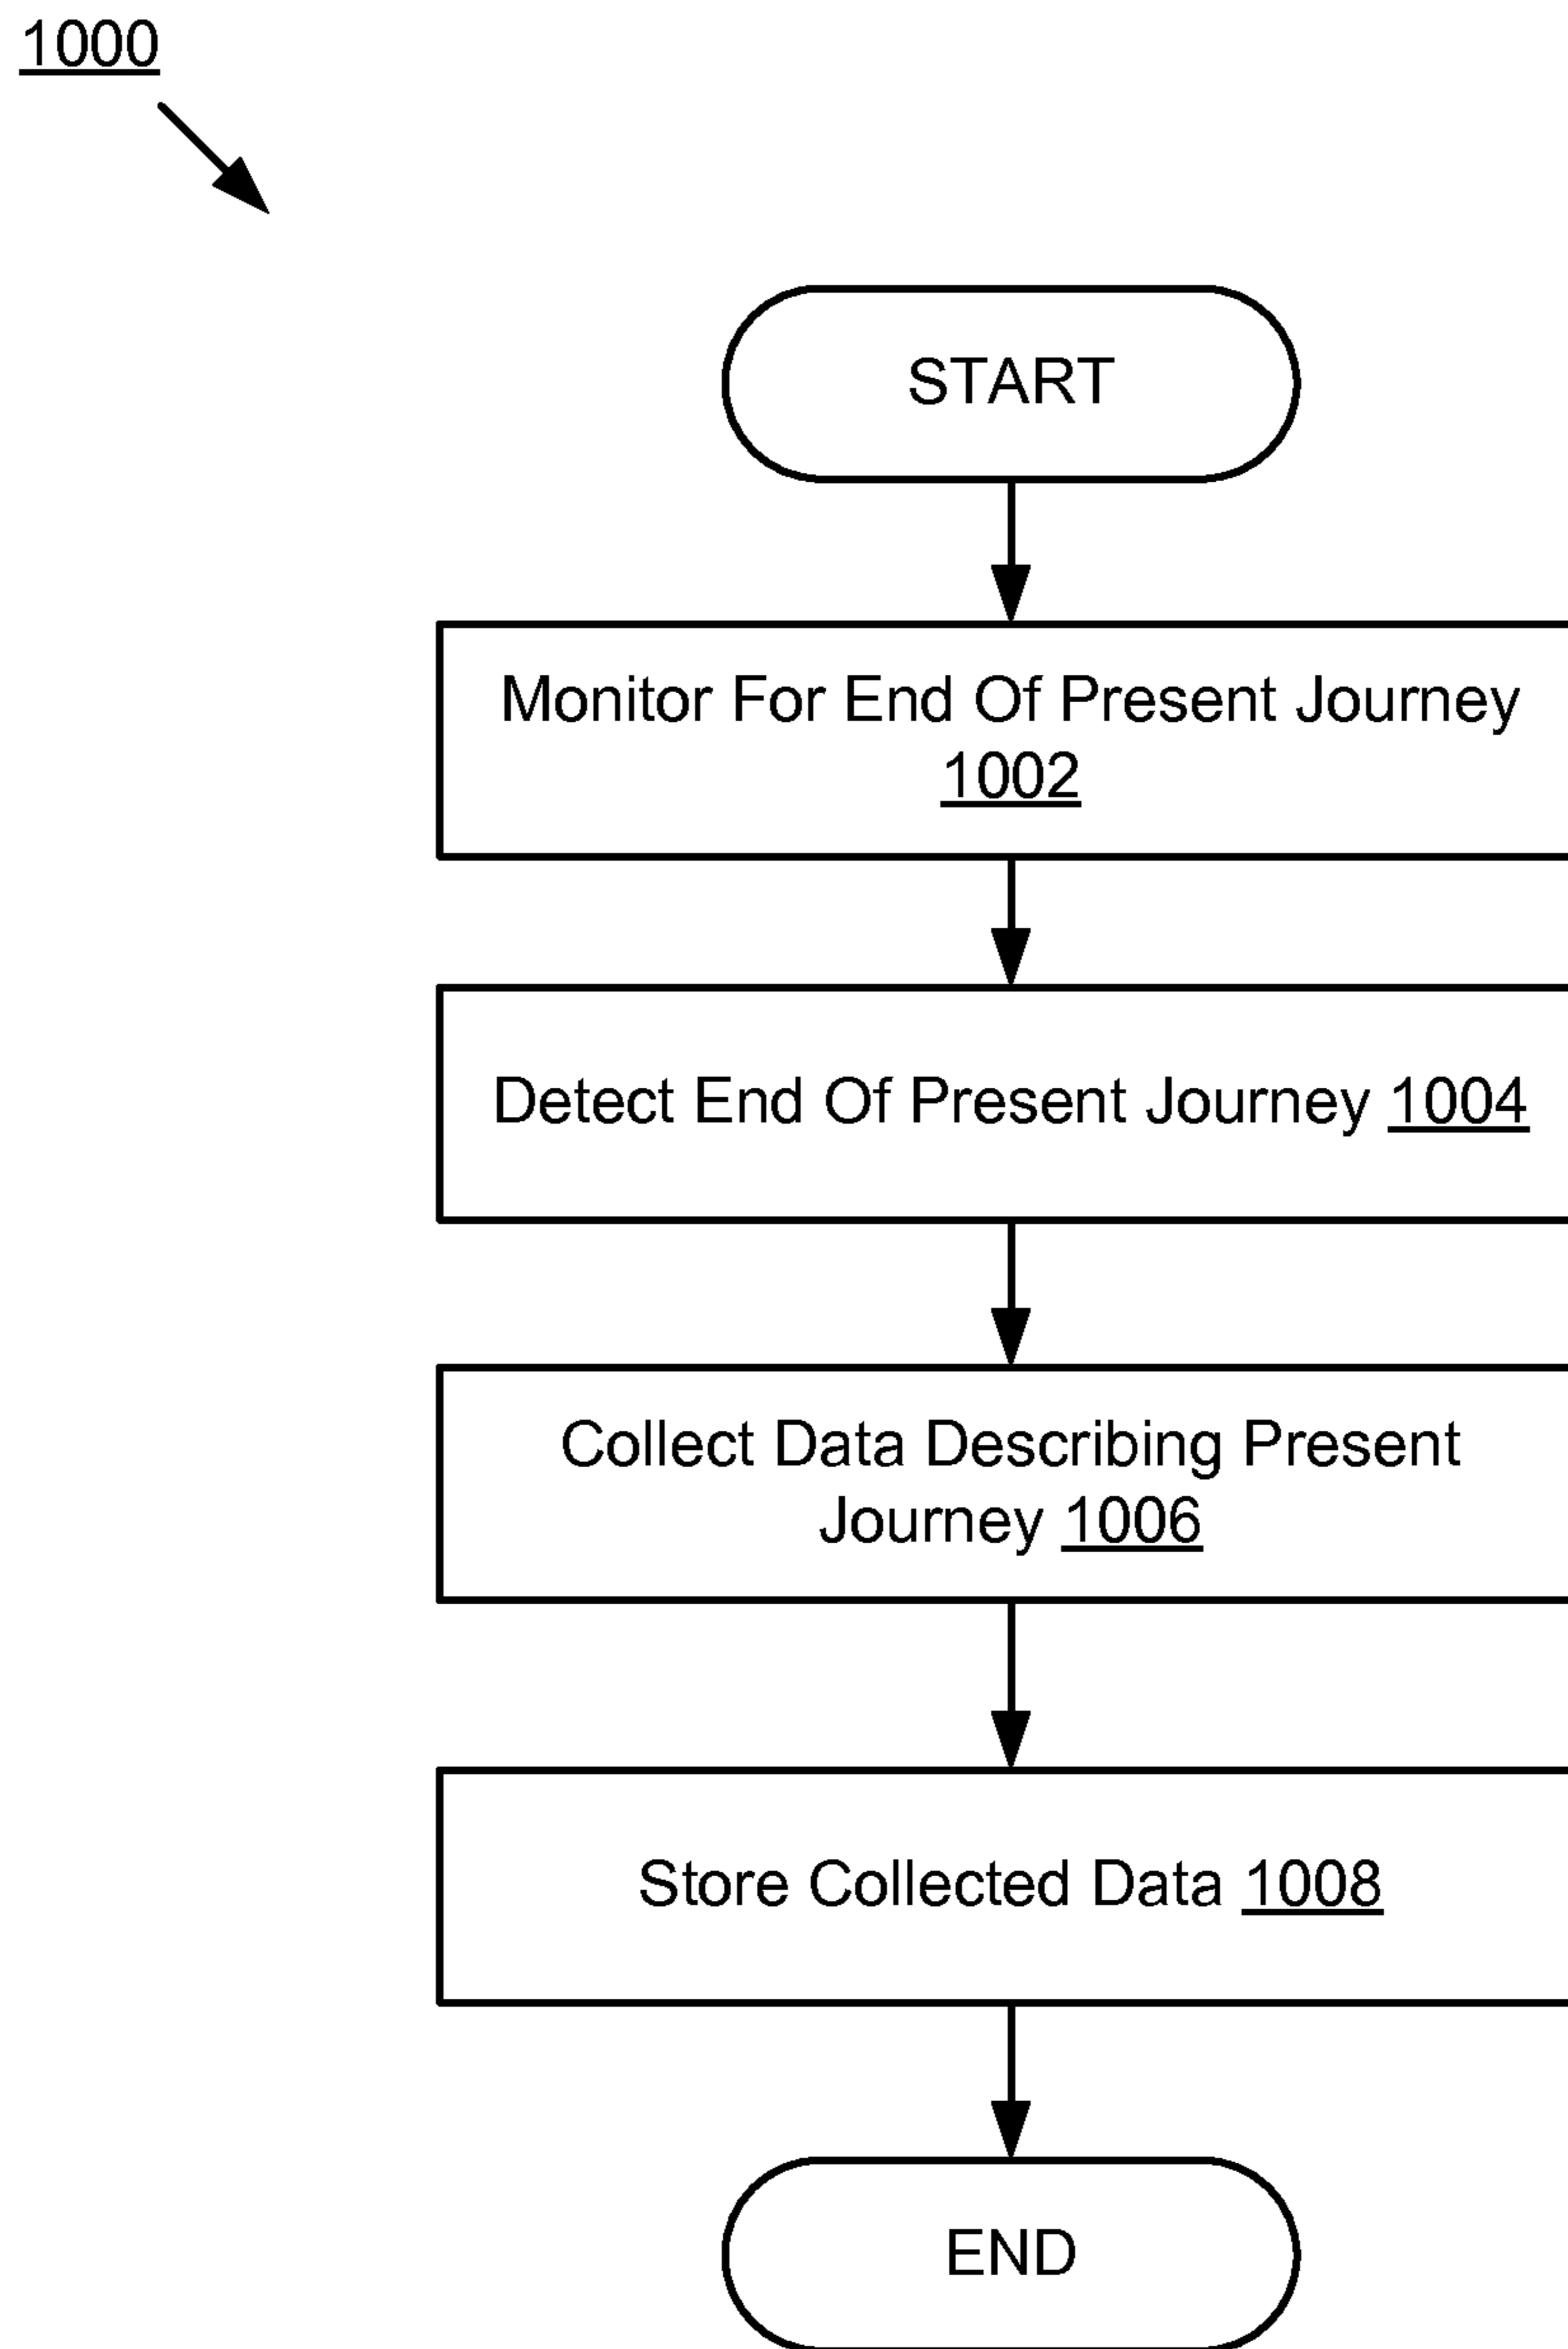 1000
START
Monitor For End Of Present Journey
1002
Detect End Of Present Journey 1004
Collect Data Describing Present
Journey 1006
Store Collected Data 1008
END